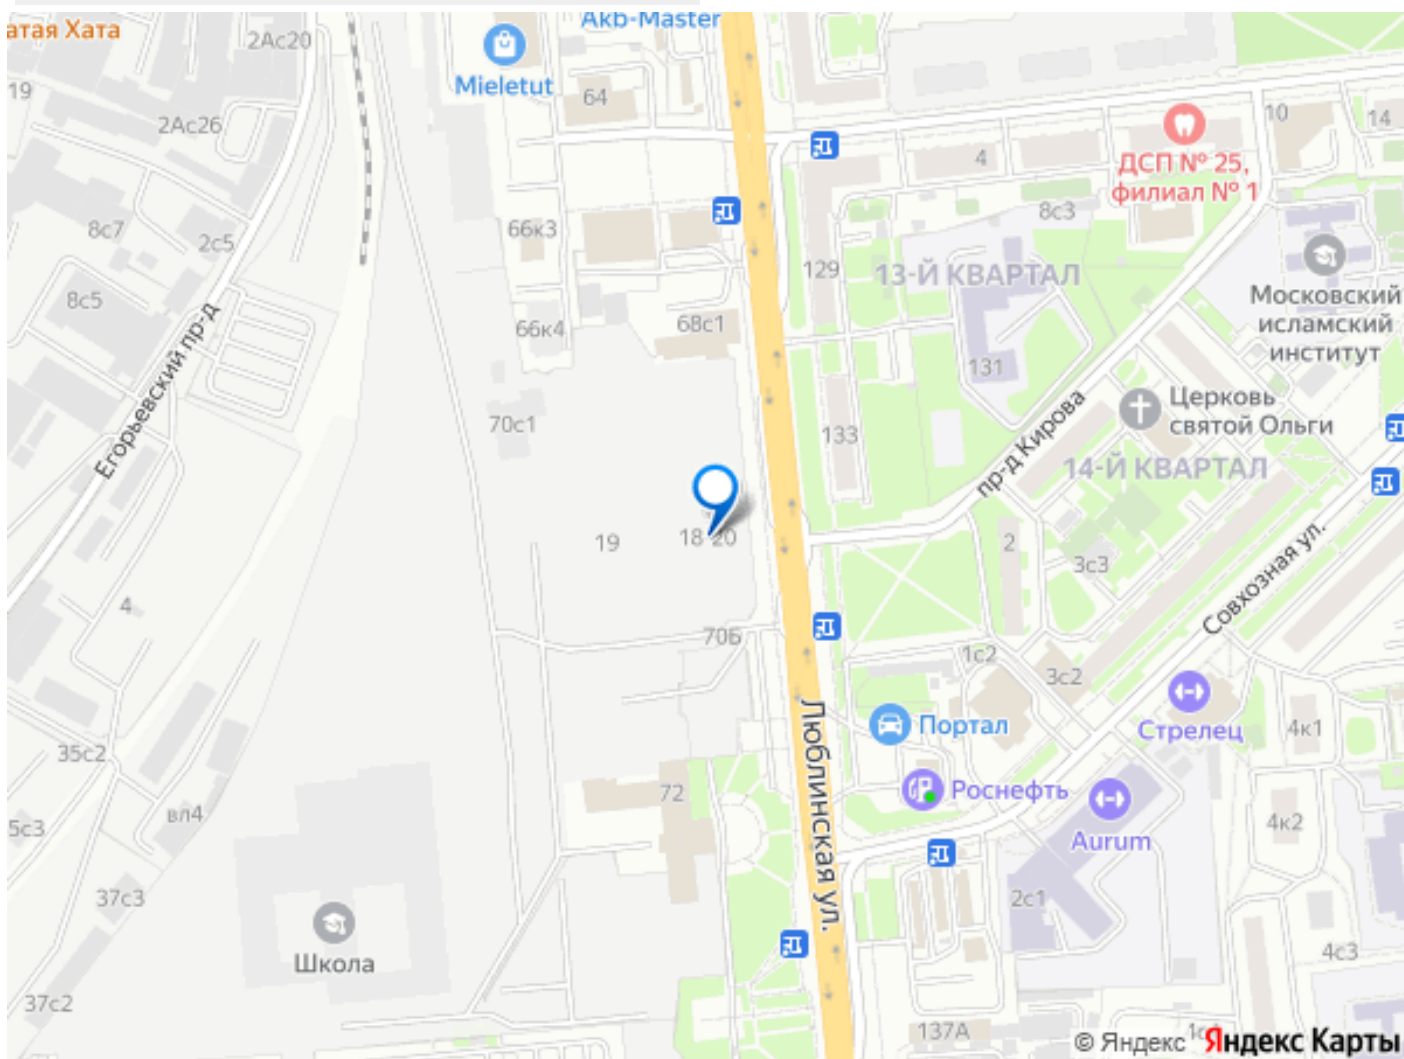 атая Хата
2Ас20
Akb-Master
Mieletut
64
19
2Ас26
4
ДСП № 25,
филиал № 1
10
14
8с7
2с5
66к3
8с3
129
13-Й КВАРТАЛ
Московский
исламский
институт
8с5
66к4
68с1
131
Егорьевский пр-д
70с1
133
пр-д Кирова
Церковь
святой Ольги
14-Й КВАРТАЛ
19
18
20
2
3с3
Совхозная ул.
4
70Б
1с2
3с2
Люблинская ул.
Портал
Стрелец
4к1
35с2
72
Роснефть
Aurum
4к2
5с3
вл4
37с3
2с1
Школа
4с3
37с2
137А
© Яндекс
Яндекс Карты